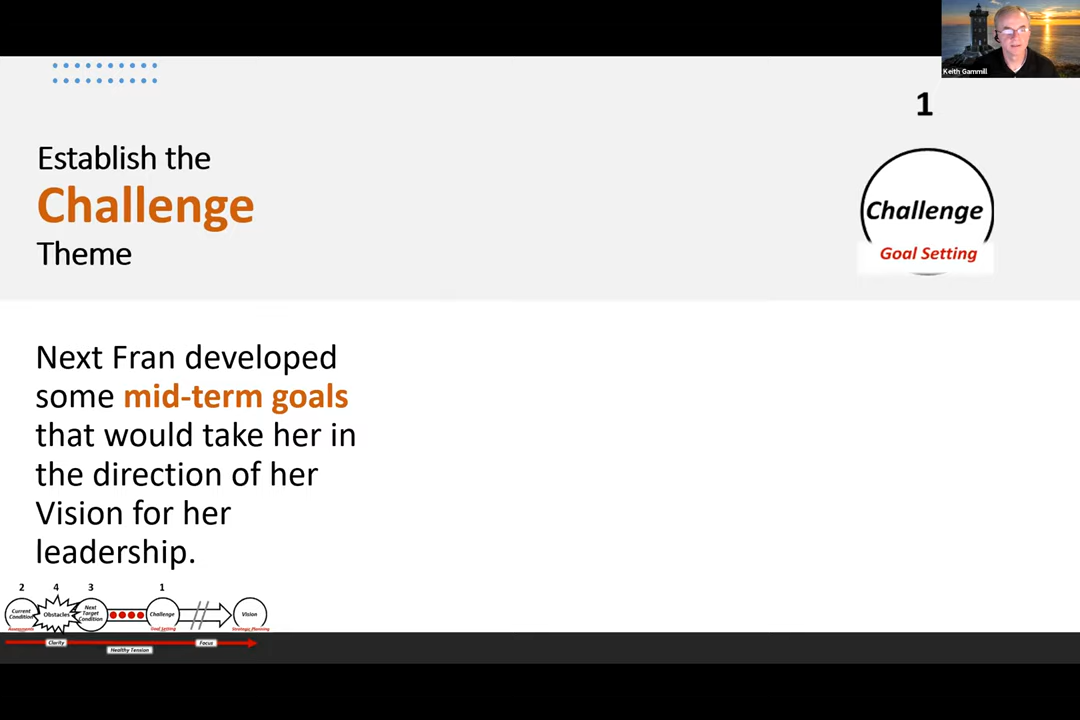 Keith Gammill
1
Establish the
Challenge
Theme
Challenge
Goal Setting
Next Fran developed
some mid-term goals
that would take her in
the direction of her
Vision for her
leadership.
2 4 3 1
Current
Condition
Assessments
Obstacles
Next
Target
Condition
Challenge
Goal Setting
Vision
Strategic Planning
Clarity
Healthy Tension
Focus